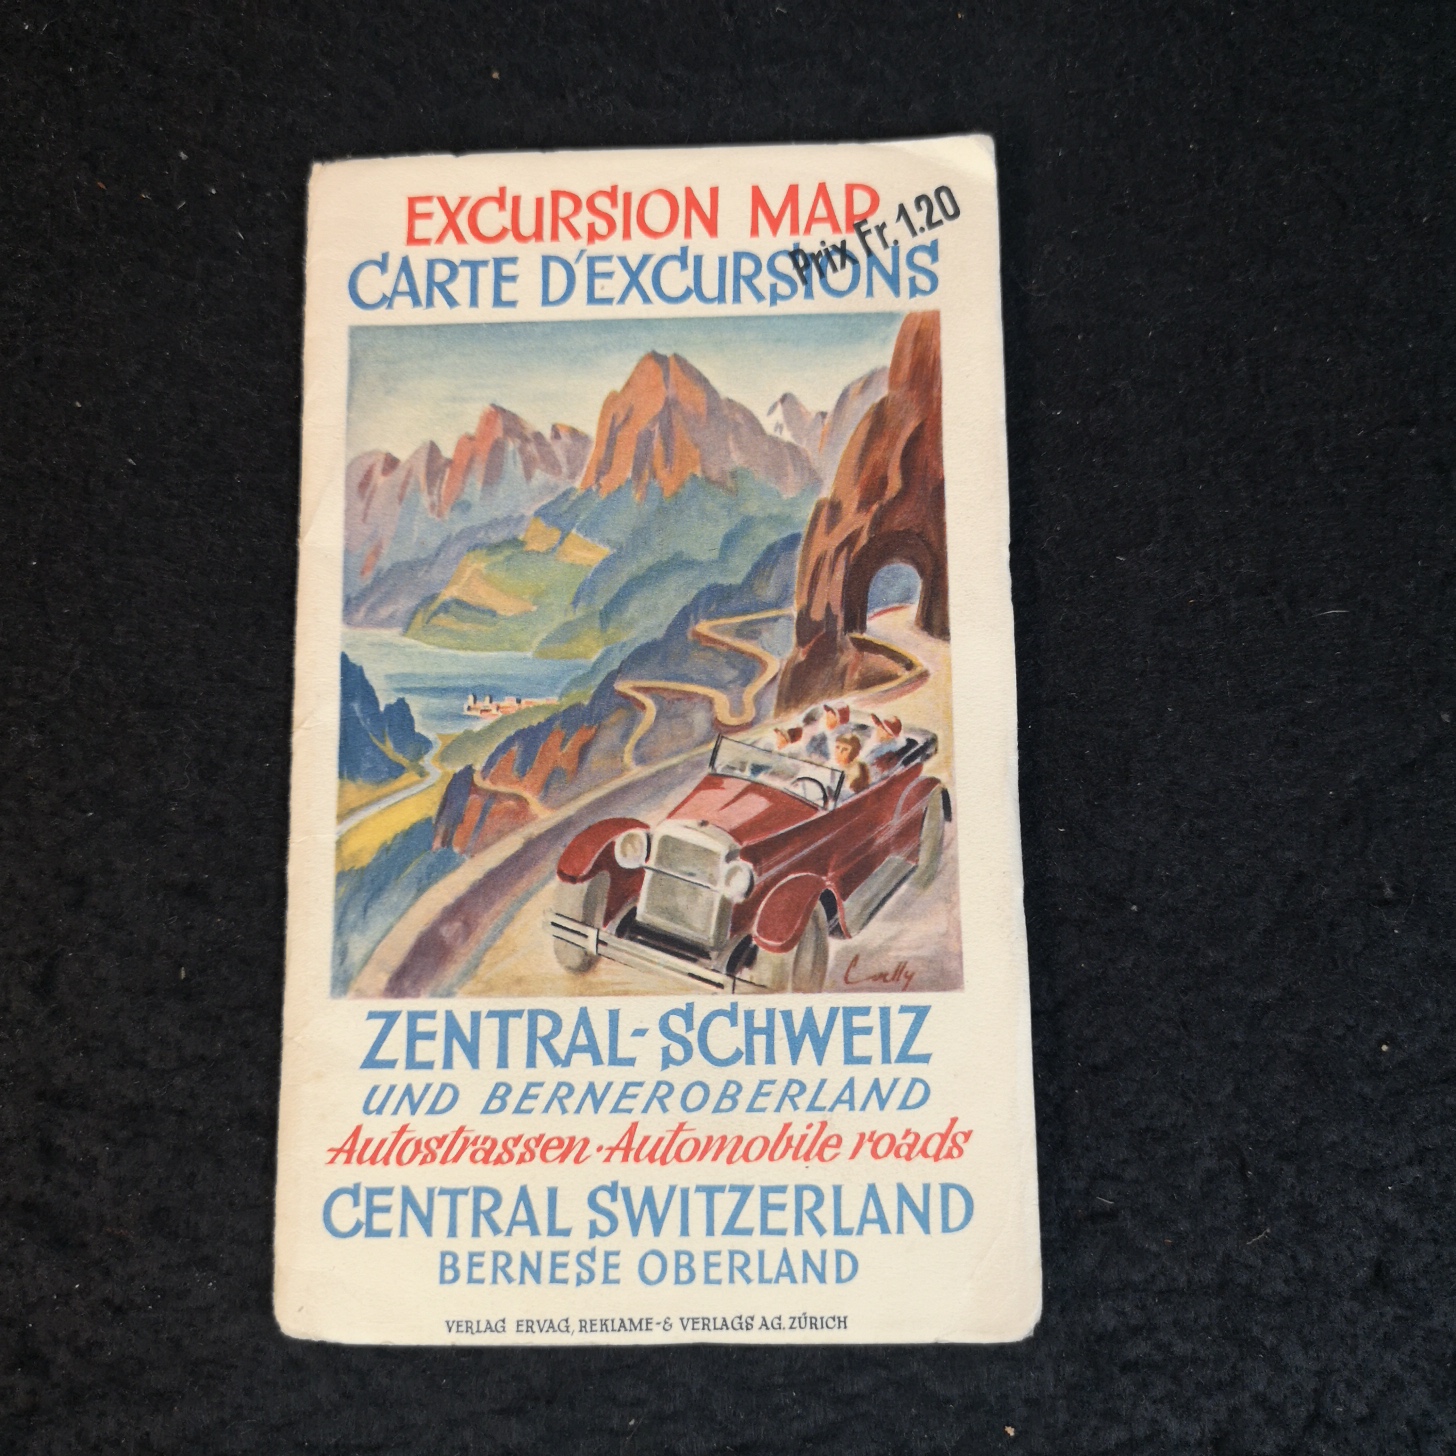 EXCURSION MAP
Prix Fr. 1.20
CARTE D'EXCURSIONS
ZENTRAL-SCHWEIZ
UND BERNEROBERLAND
Autostrassen·Automobile roads
CENTRAL SWITZERLAND
BERNESE OBERLAND
VERLAG ERVAG, REKLAME-& VERLAGS AG. ZÜRICH